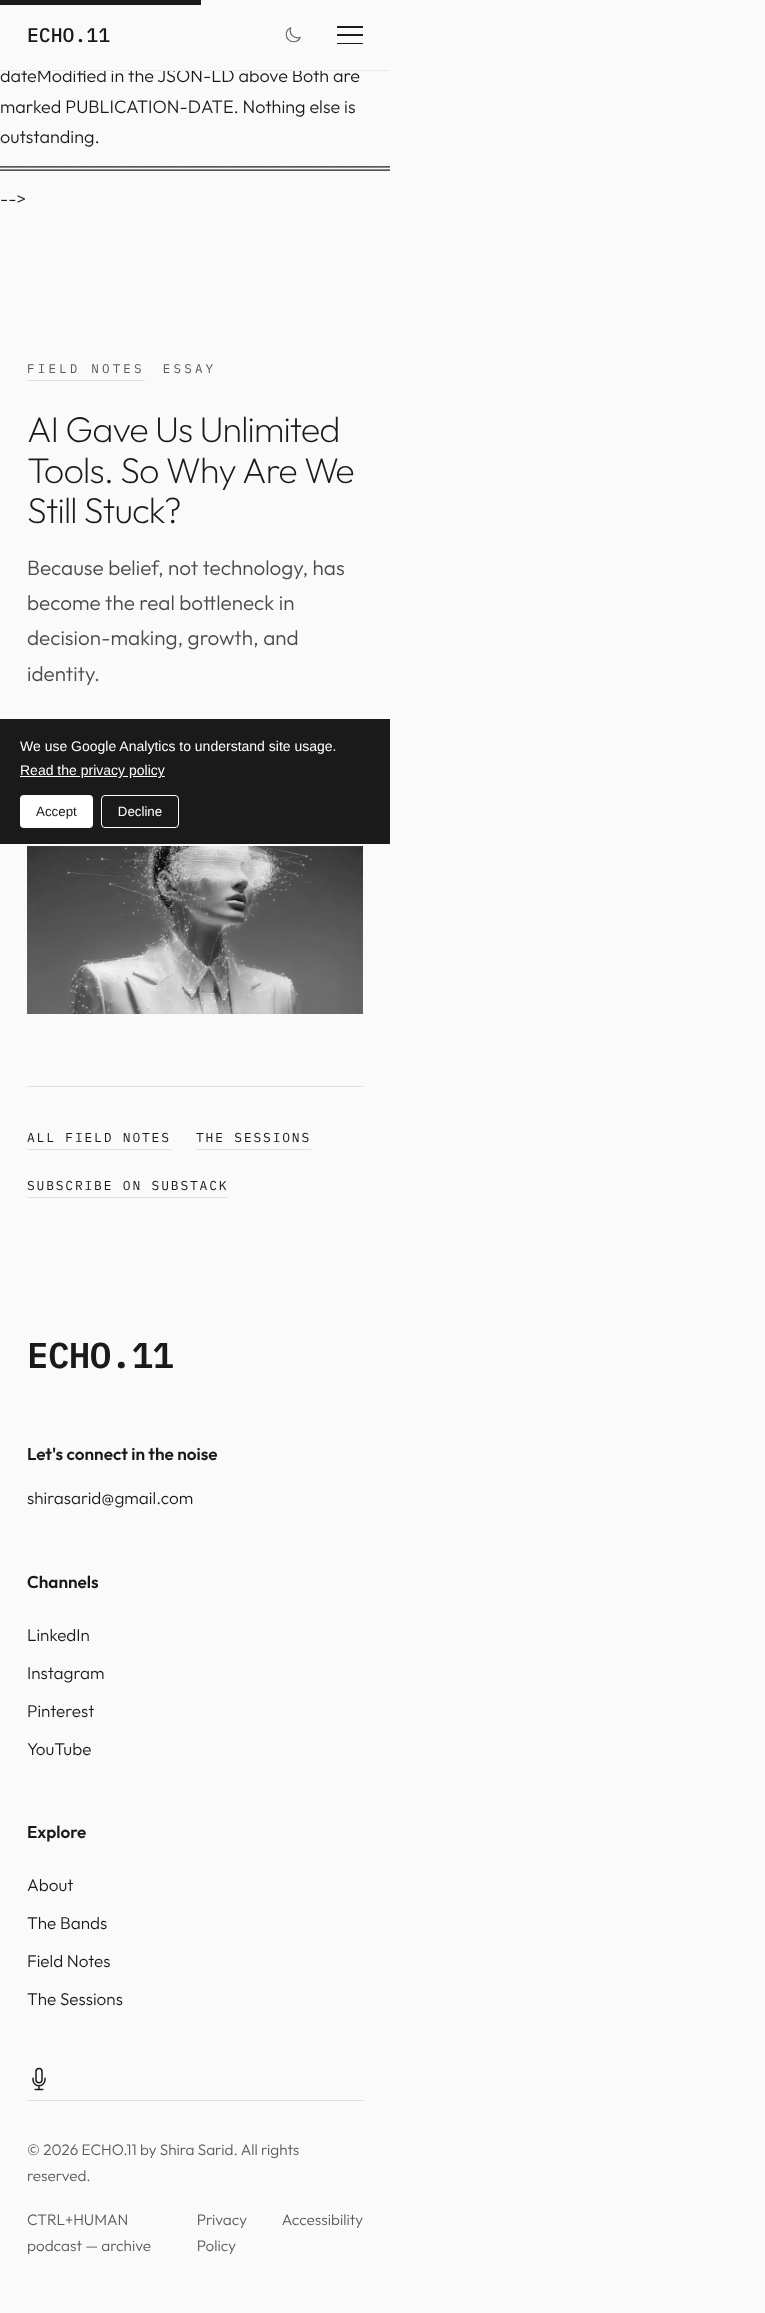 ECHO.11
dateModified in the JSON-LD above Both are
marked PUBLICATION-DATE. Nothing else is
outstanding.
-->
FIELD NOTES ESSAY
AI Gave Us Unlimited
Tools. So Why Are We
Still Stuck?
Because belief, not technology, has
become the real bottleneck in
decision-making, growth, and
identity.
We use Google Analytics to understand site usage.
Read the privacy policy
Accept Decline
ALL FIELD NOTES THE SESSIONS
SUBSCRIBE ON SUBSTACK
ECHO.11
Let's connect in the noise
shirasarid@gmail.com
Channels
LinkedIn
Instagram
Pinterest
YouTube
Explore
About
The Bands
Field Notes
The Sessions
© 2026 ECHO.11 by Shira Sarid. All rights
reserved.
CTRL+HUMAN Privacy Accessibility
podcast — archive Policy